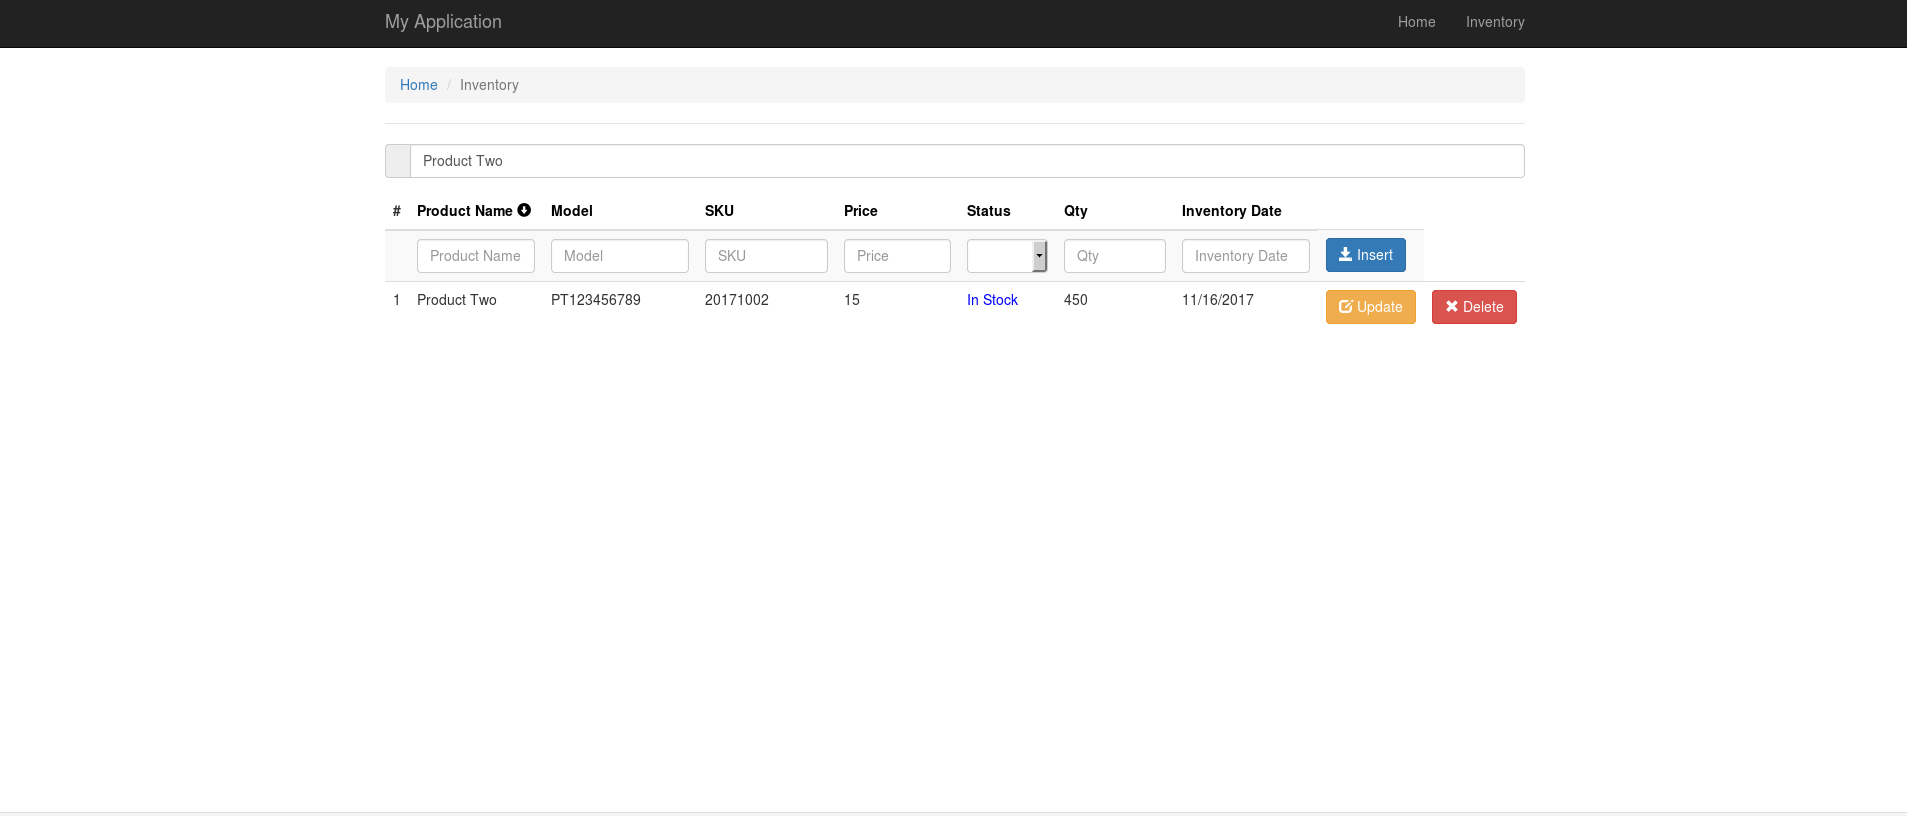 My Application Home Inventory
Home / Inventory
Product Two
# Product Name Model SKU Price Status Qty Inventory Date
Product Name Model SKU Price Qty Inventory Date Insert
1 Product Two PT123456789 20171002 15 In Stock 450 11/16/2017 Update Delete